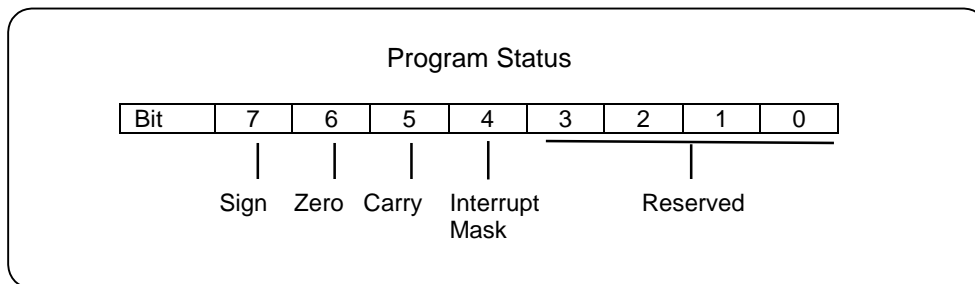 Program Status
Bit 7 6 5 4 3 2 1 0
Sign Zero Carry Interrupt Reserved
Mask